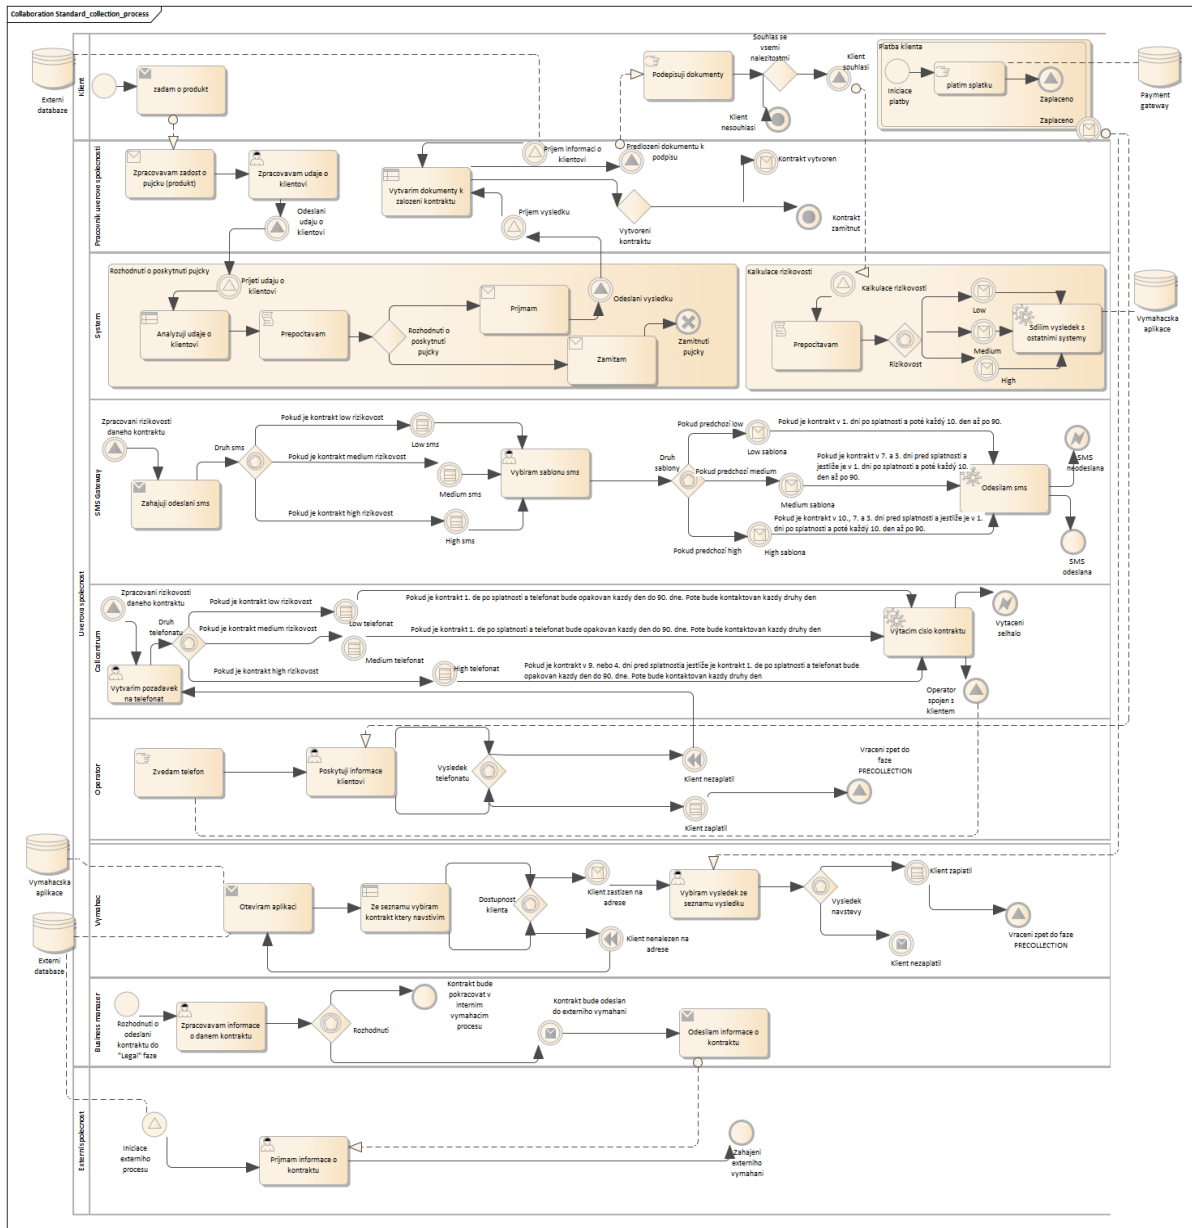 Collaboration Standard_collection_process
Externi
database
Klient
zadam o produkt
Podepisuji dokumenty
Souhlas se
vsemi
nalezitostmi
Klient
souhlasi
Klient
nesouhlasi
Platba klienta
Iniciace
platby
platim splatku
Zaplaceno
Zaplaceno
Payment
gateway
Uverova spolecnost
Pracovnik uverove spolecnosti
Zpracovavam zadost o
pujcku (produkt)
Zpracovavam udaje o
klientovi
Odeslani
udaju o
klientovi
Prijem informaci o
klientovi
Predlozeni dokumentu k
podpisu
Vytvarim dokumenty k
zalozeni kontraktu
Prijem vysledku
Vytvoreni
kontraktu
Kontrakt vytvoren
Kontrakt
zamitnut
System
Rozhodnuti o poskytnuti pujcky
Prijeti udaju o
klientovi
Analyzuji udaje o
klientovi
Prepocitavam
Rozhodnuti o
poskytnuti
pujcky
Prijmam
Odeslani vysledku
Zamitam
Zamitnuti
pujcky
Kalkulace rizikovosti
Kalkulace rizikovosti
Prepocitavam
Rizikovost
Low
Medium
High
Sdilim vysledek s
ostatnimi systemy
Vymahacska
aplikace
SMS Gateway
Zpracovani rizikovosti
daneho kontraktu
Zahajuji odeslani sms
Druh sms
Pokud je kontrakt low rizikovost
Pokud je kontrakt medium rizikovost
Pokud je kontrakt high rizikovost
Low sms
Medium sms
High sms
Vybiram sablonu sms
Druh
sablony
Pokud predchozí low
Pokud predchozí medium
Pokud predchozí high
Low sablona
Medium sablona
High sablona
Pokud je kontrakt v 1. dni po splatnosti a poté každý 10. den až po 90.
Pokud je kontrakt v 7. a 3. dni pred splatnosti a
jestliže je v 1. dni po splatnosti a poté každý 10.
den až po 90.
Pokud je kontrakt v 10., 7. a 3. dni pred splatnosti a jestliže je v 1.
dni po splatnosti a poté každý 10. den až po 90.
Odesilam sms
SMS
neodeslana
SMS
odeslana
Callcentrum
Zpracovani rizikovosti
daneho kontraktu
Druh
telefonatu
Vytvarim pozadavek
na telefonat
Pokud je kontrakt low rizikovost
Pokud je kontrakt medium rizikovost
Pokud je kontrakt high rizikovost
Low telefonat
Medium telefonat
High telefonat
Pokud je kontrakt 1. de po splatnosti a telefonat bude opakovan kazdy den do 90. dne. Pote bude kontaktovan kazdy druhy den
Pokud je kontrakt 1. de po splatnosti a telefonat bude opakovan kazdy den do 90. dne. Pote bude kontaktovan kazdy druhy den
Pokud je kontrakt v 9. nebo 4. dni pred splatnostia jestliže je kontrakt 1. de po splatnosti a telefonat bude
opakovan kazdy den do 90. dne. Pote bude kontaktovan kazdy druhy den
Vytacim cislo kontraktu
Vytaceni
selhalo
Operator
spojen s
klientem
Operator
Zvedam telefon
Poskytuji informace
klientovi
Vysledek
telefonatu
Klient nezaplatil
Klient zaplatil
Vraceni zpet do
faze
PRECOLLECTION
Vymahacska
aplikace
Externi
database
Vymahac
Oteviram aplikaci
Ze seznamu vybiram
kontrakt ktery navstivim
Dostupnost
klienta
Klient zastizen na
adrese
Klient nenalezen na
adrese
Vybiram vysledek ze
seznamu vysledku
Vysledek
navstevy
Klient zaplatil
Klient nezaplatil
Vraceni zpet do faze
PRECOLLECTION
Business manazer
Rozhodnuti o
odeslani
kontraktu do
"Legal" faze
Zpracovavam informace
o danem kontraktu
Rozhodnuti
Kontrakt bude
pokracovat v
internim
vymahacim
procesu
Kontrakt bude odeslan
do externiho vymahani
Odesilam informace o
kontraktu
Externi spolecnost
Iniciace
externiho
procesu
Prijmam informace o
kontraktu
Zahajeni
externiho
vymahani